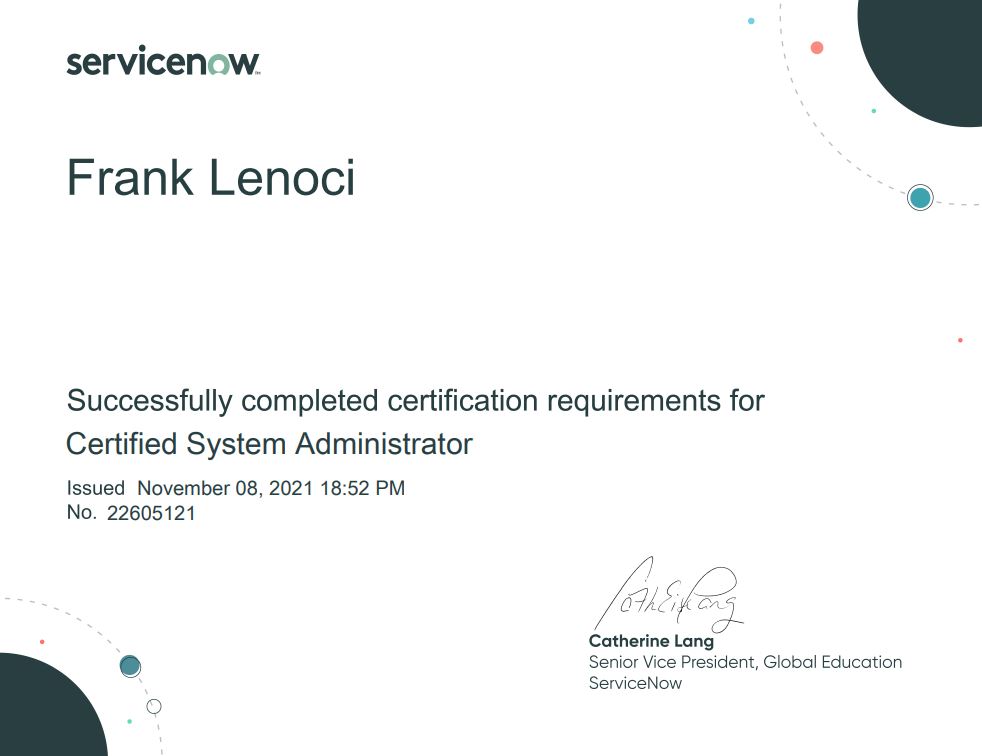 servicenow
Frank Lenoci
Successfully completed certification requirements for
Certified System Administrator
Issued November 08, 2021 18:52 PM
No. 22605121
Catherine Lang
Senior Vice President, Global Education
ServiceNow